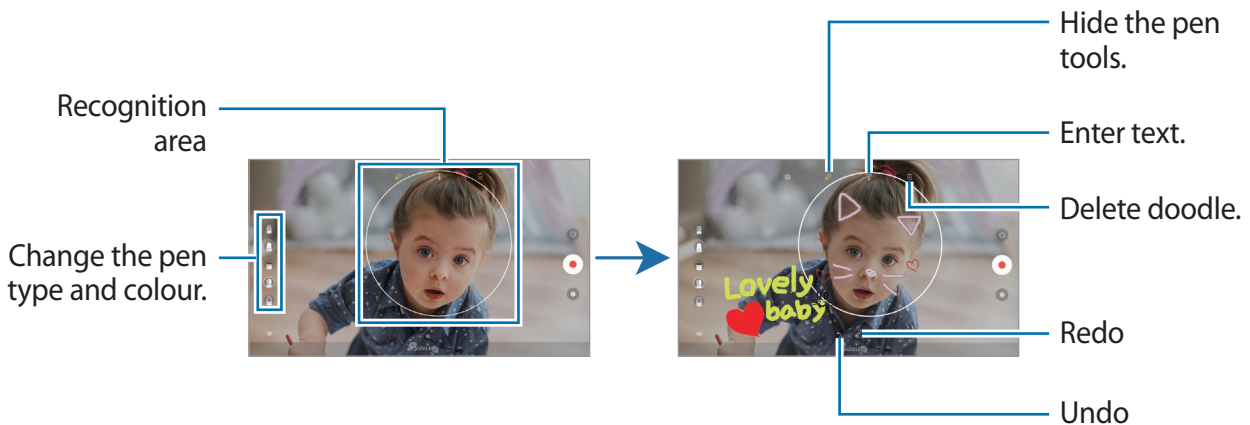 Hide the pen
tools.
Recognition
area
Enter text.
Delete doodle.
Change the pen
type and colour.
Lovely
baby
Redo
Undo